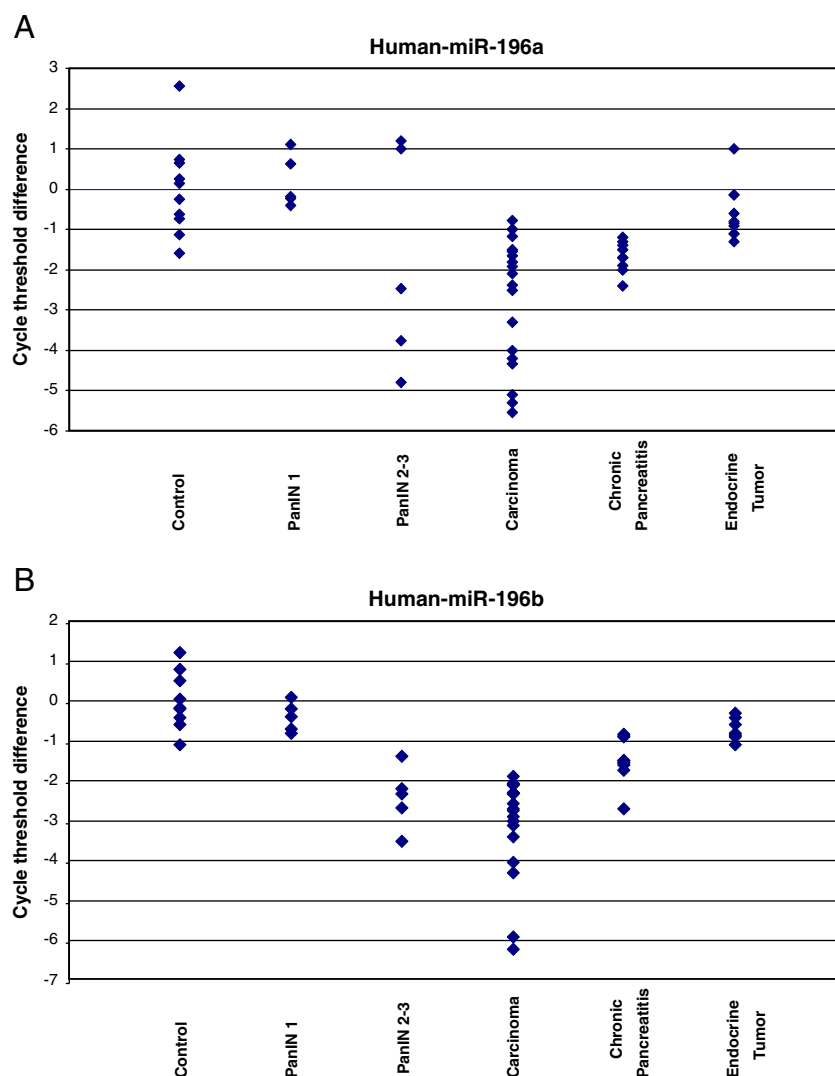 A
Human-miR-196a
Cycle threshold difference
3
2
1
0
-1
-2
-3
-4
-5
-6
Control
PanIN 1
PanIN 2-3
Carcinoma
Chronic
Pancreatitis
Endocrine
Tumor
B
Human-miR-196b
Cycle threshold difference
2
1
0
-1
-2
-3
-4
-5
-6
-7
Control
PanIN 1
PanIN 2-3
Carcinoma
Chronic
Pancreatitis
Endocrine
Tumor